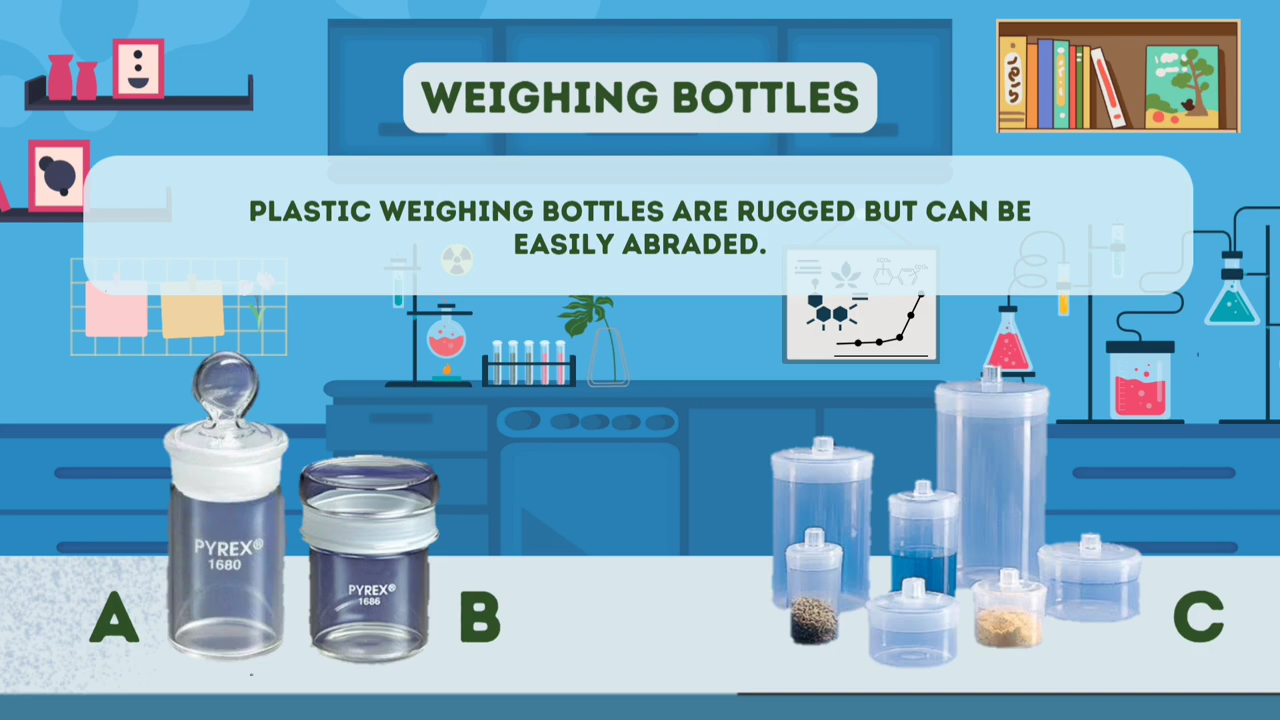 WEIGHING BOTTLES
PLASTIC WEIGHING BOTTLES ARE RUGGED BUT CAN BE
EASILY ABRADED.
PYREX®
1680
PYREX®
1686
A
B
C